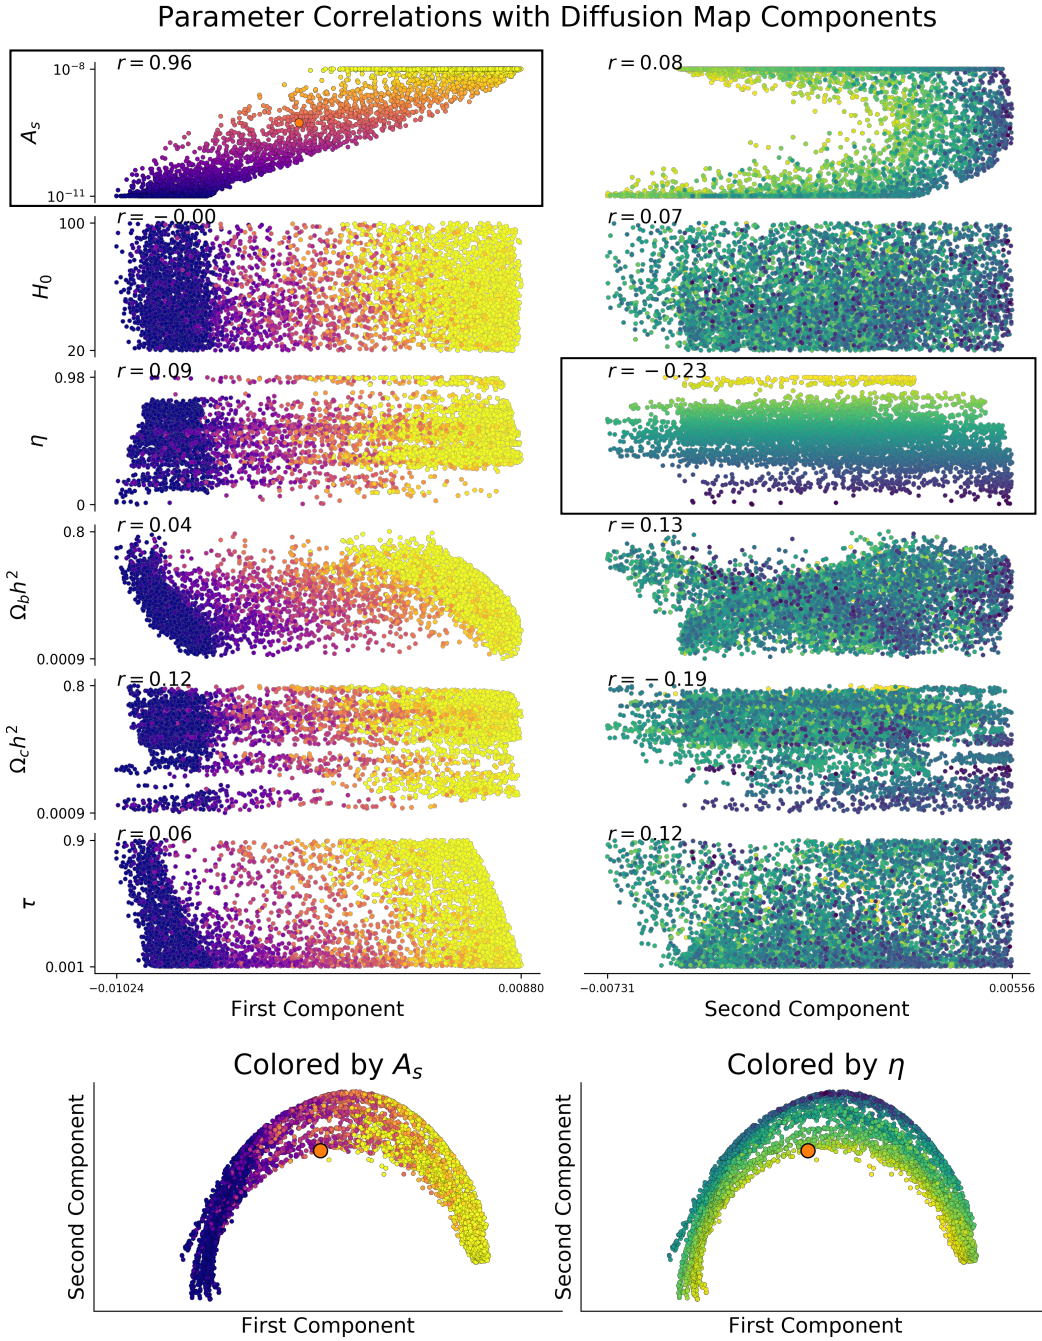 Parameter Correlations with Diffusion Map Components
r = 0.96
r = 0.08
10⁻⁸
A_s
10⁻¹¹
r = −0.00
r = 0.07
100
H₀
20
r = 0.09
r = −0.23
0.98
η
0
r = 0.04
r = 0.13
0.8
Ω_b h²
0.0009
r = 0.12
r = −0.19
0.8
Ω_c h²
0.0009
r = 0.06
r = 0.12
0.9
τ
0.001
−0.01024 0.00880 −0.00731 0.00556
First Component Second Component
Colored by A_s Colored by η
Second Component Second Component
First Component First Component